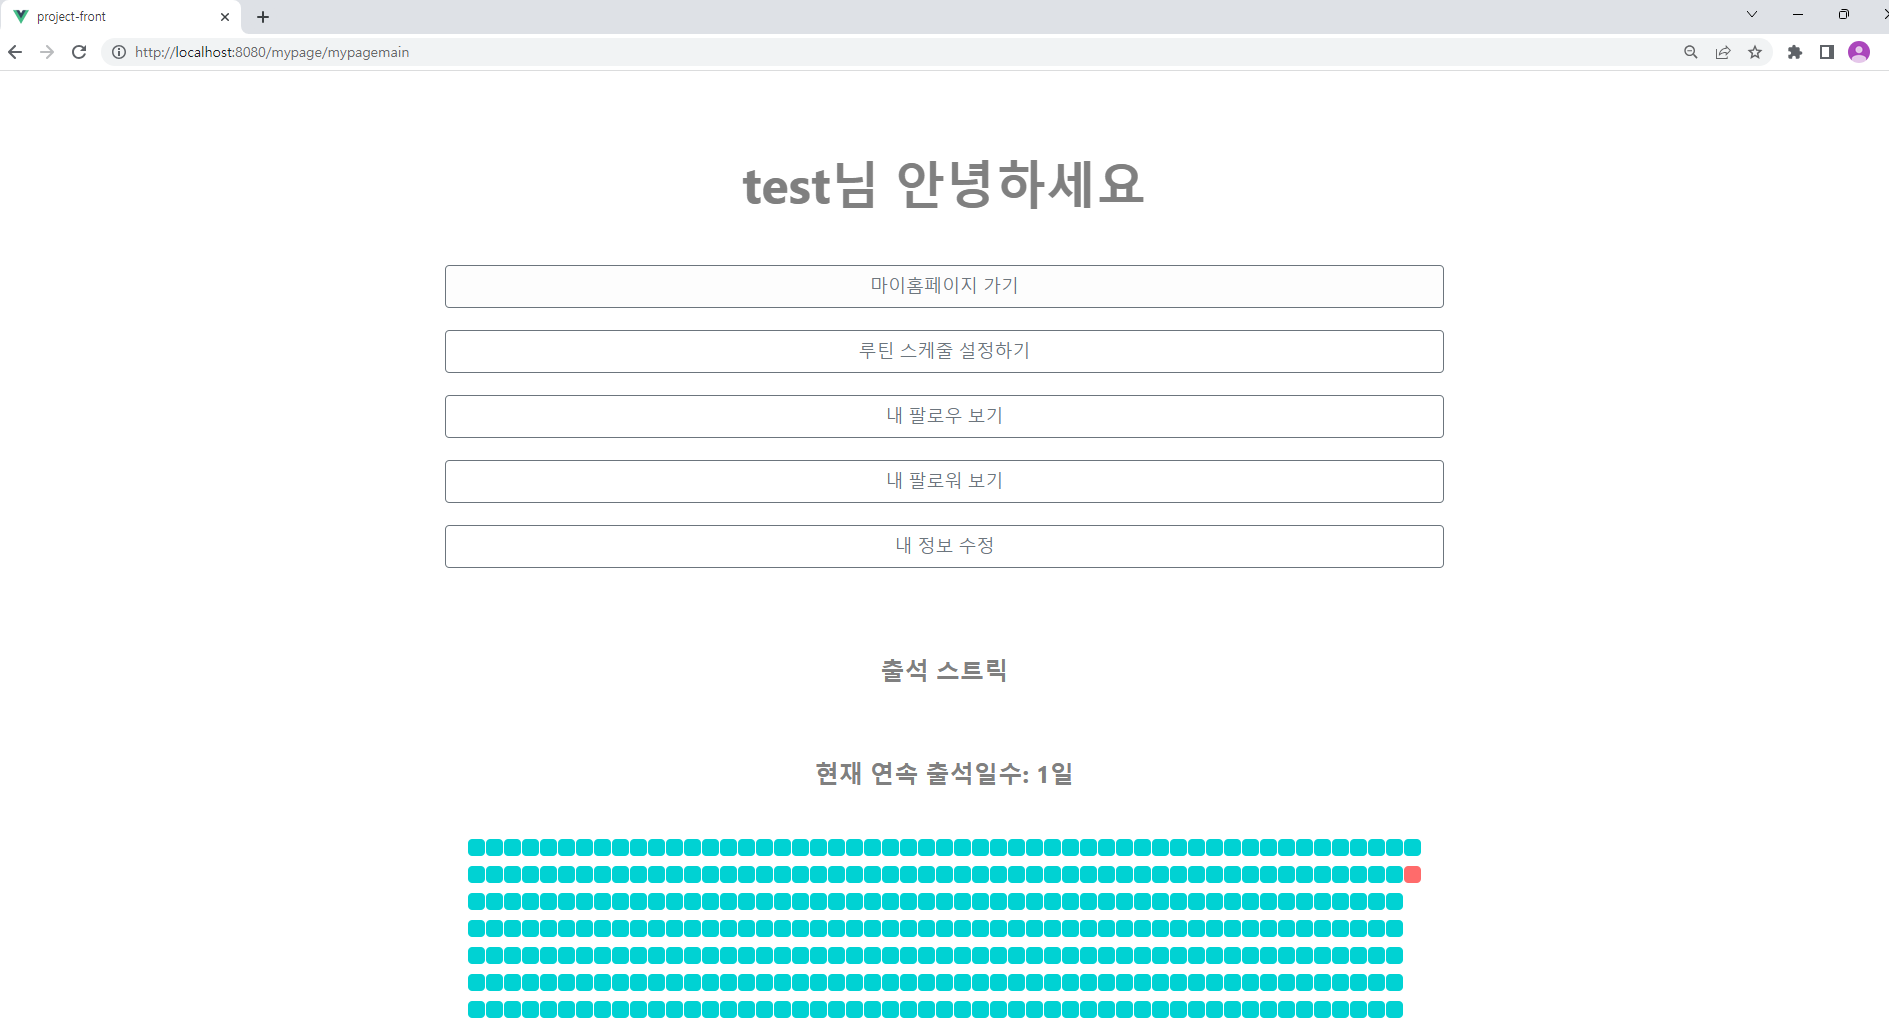 project-front
http://localhost:8080/mypage/mypagemain
test님 안녕하세요
마이홈페이지 가기
루틴 스케줄 설정하기
내 팔로우 보기
내 팔로워 보기
내 정보 수정
출석 스트릭
현재 연속 출석일수: 1일